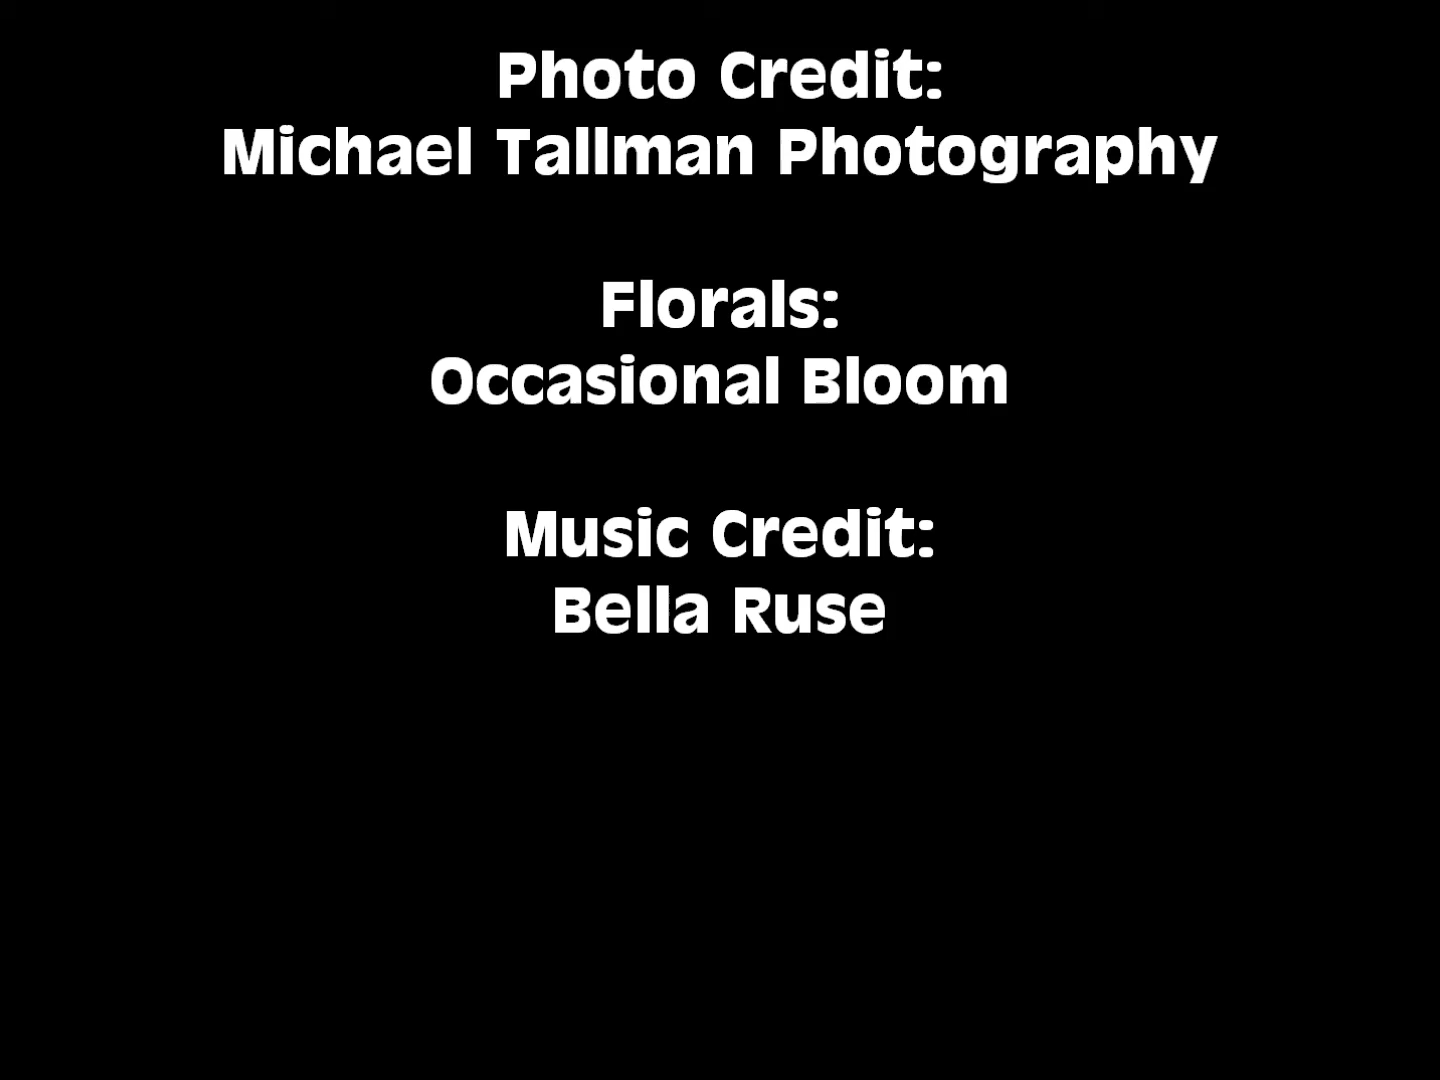 Photo Credit:
Michael Tallman Photography
Florals:
Occasional Bloom
Music Credit:
Bella Ruse